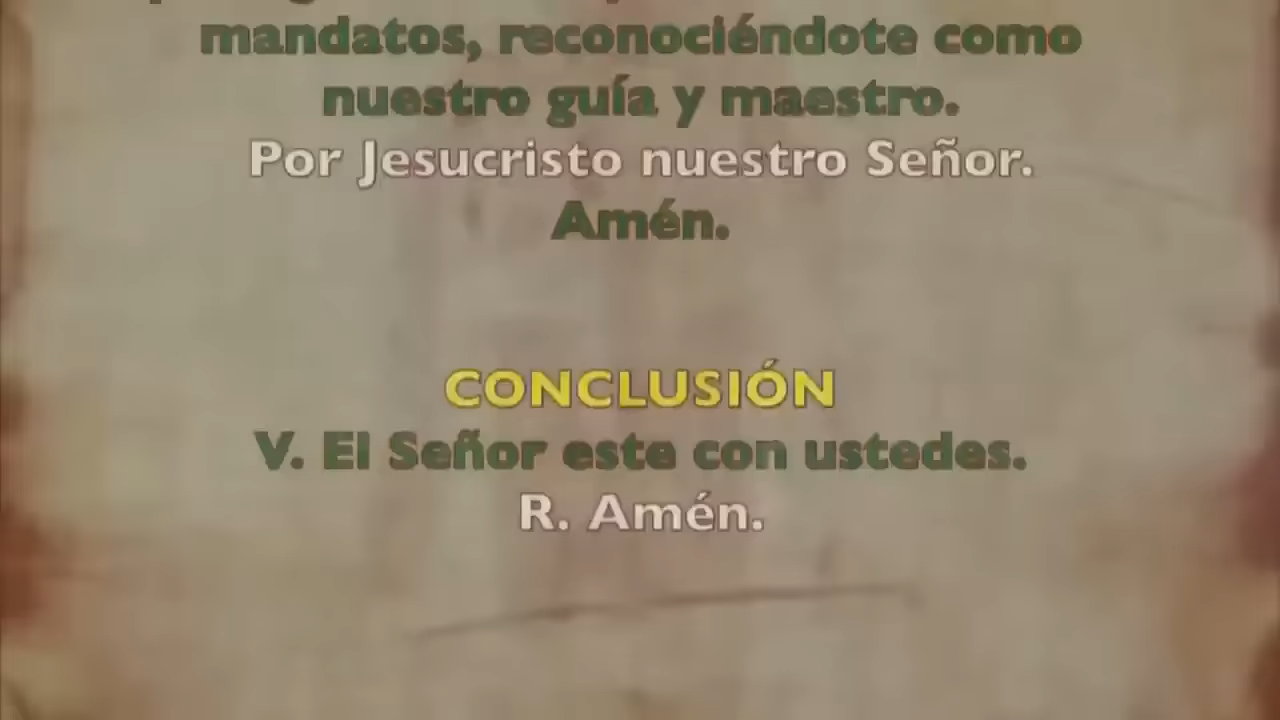 mandatos, reconociéndote como
nuestro guía y maestro.
Por Jesucristo nuestro Señor.
Amén.
CONCLUSIÓN
V. El Señor este con ustedes.
R. Amén.